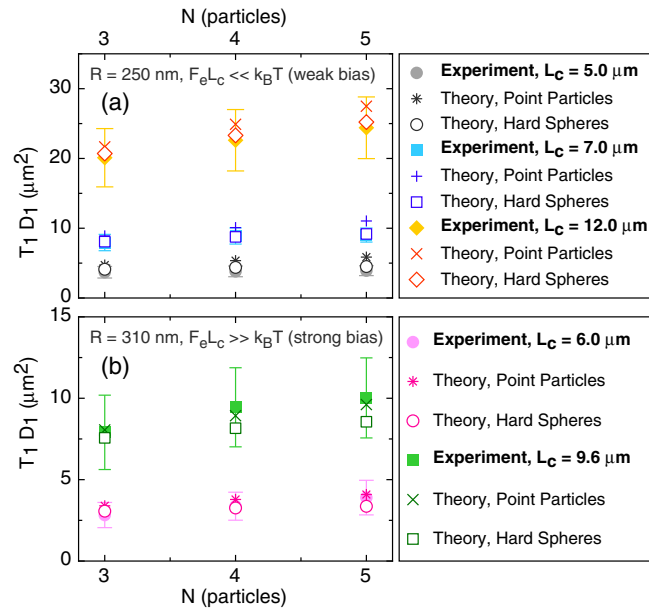 N (particles)
3 4 5
R = 250 nm, FeLc << kBT (weak bias)
(a)
30
20
10
0
T1 D1 (μm²)
Experiment, Lc = 5.0 μm
Theory, Point Particles
Theory, Hard Spheres
Experiment, Lc = 7.0 μm
Theory, Point Particles
Theory, Hard Spheres
Experiment, Lc = 12.0 μm
Theory, Point Particles
Theory, Hard Spheres
R = 310 nm, FeLc >> kBT (strong bias)
(b)
15
10
5
0
T1 D1 (μm²)
3 4 5
N (particles)
Experiment, Lc = 6.0 μm
Theory, Point Particles
Theory, Hard Spheres
Experiment, Lc = 9.6 μm
Theory, Point Particles
Theory, Hard Spheres